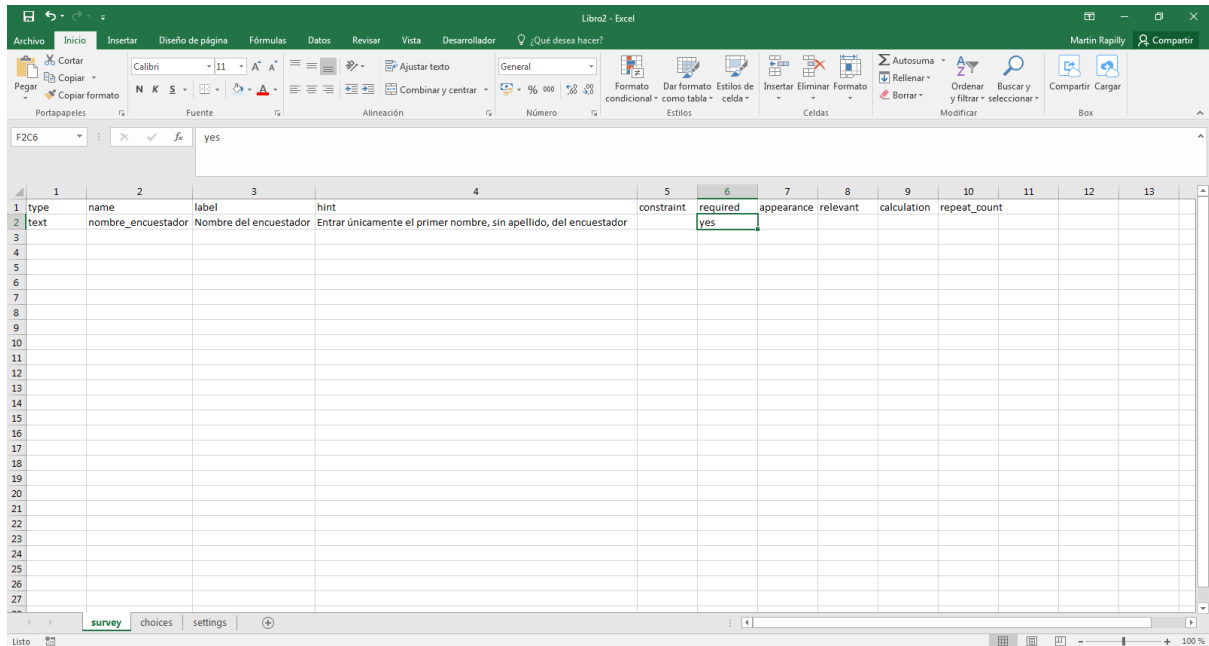 Libro2 - Excel
Archivo Inicio Insertar Diseño de página Fórmulas Datos Revisar Vista Desarrollador ¿Qué desea hacer? Martin Rapilly Compartir
Pegar
Cortar
Copiar
Copiar formato
Portapapeles
Calibri 11 A A
N K S A
Fuente
Ajustar texto
Combinar y centrar
Alineación
General
% 000
Número
Formato condicional
Dar formato como tabla
Estilos de celda
Estilos
Insertar Eliminar Formato
Celdas
Autosuma
Rellenar
Borrar
Ordenar y filtrar
Buscar y seleccionar
Modificar
Compartir Cargar
Box
F2C6 fx yes
1 2 3 4 5 6 7 8 9 10 11 12 13
1 type name label hint constraint required appearance relevant calculation repeat_count
2 text nombre_encuestador Nombre del encuestador Entrar únicamente el primer nombre, sin apellido, del encuestador yes
3
4
5
6
7
8
9
10
11
12
13
14
15
16
17
18
19
20
21
22
23
24
25
26
27
survey choices settings
Listo 100 %